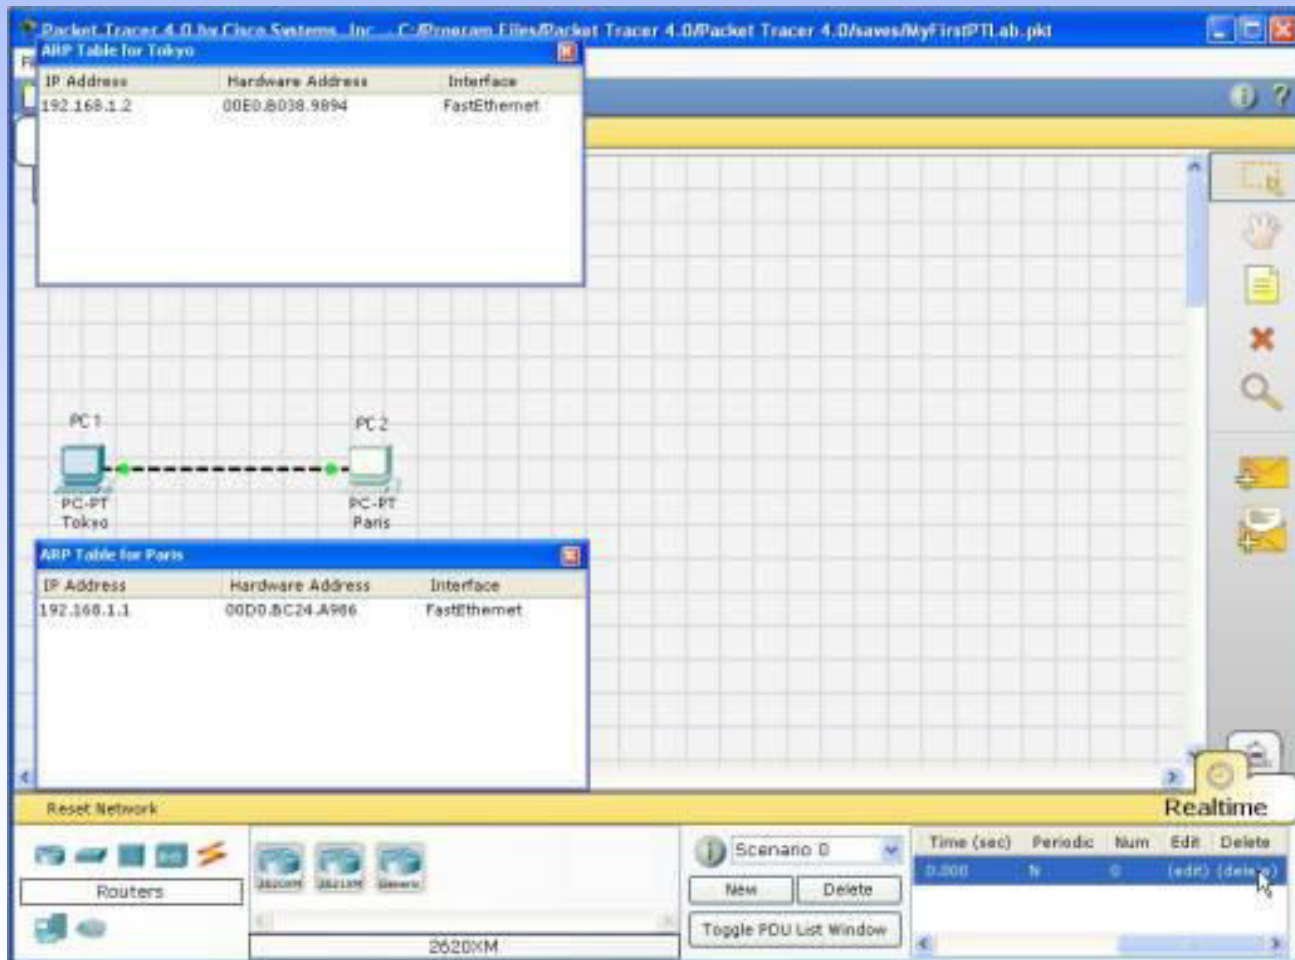 Packet Tracer 4.0 by Cisco Systems, Inc. - C:/Program Files/Packet Tracer 4.0/Packet Tracer 4.0/saves/MyFirstPTLab.pkt
ARP Table for Tokyo
IP Address Hardware Address Interface
192.168.1.2 00E0.B038.9894 FastEthernet
PC 1
PC 2
PC-PT
Tokyo
PC-PT
Paris
ARP Table for Paris
IP Address Hardware Address Interface
192.168.1.1 00D0.BC24.A986 FastEthernet
Reset Network
Realtime
Routers
2620XM 2621XM Generic
2620XM
Scenario 0
New Delete
Toggle PDU List Window
Time (sec) Periodic Num Edit Delete
0.000 N 0 (edit) (delete)